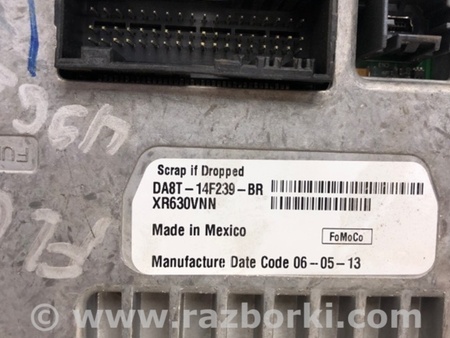 Scrap if Dropped
DA8T-14F239-BR
XR630VNN
Made in Mexico
FoMoCo
Manufacture Date Code 06-05-13
FU
www.razborki.com